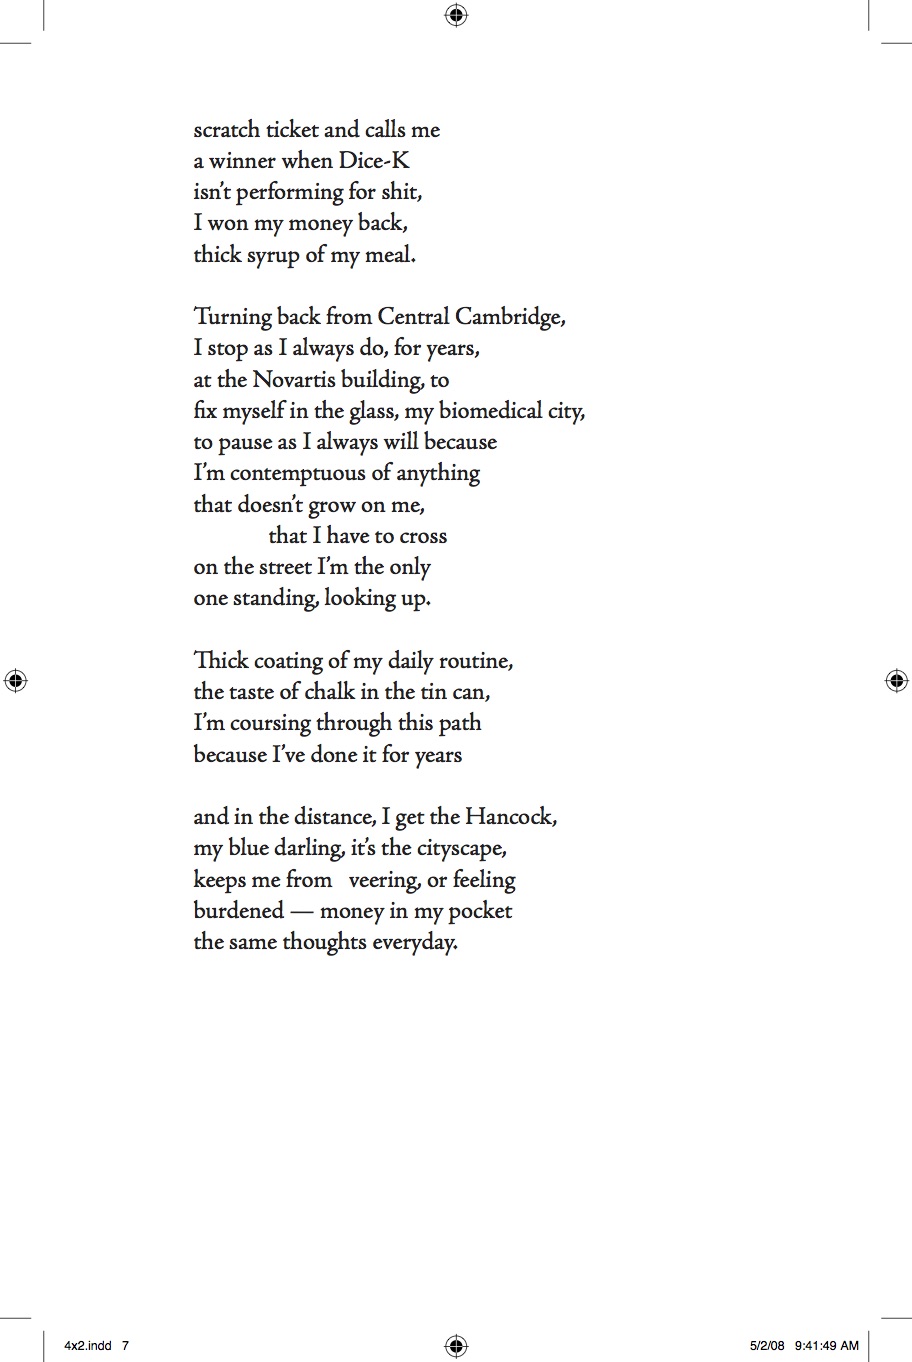 scratch ticket and calls me
a winner when Dice-K
isn't performing for shit,
I won my money back,
thick syrup of my meal.
Turning back from Central Cambridge,
I stop as I always do, for years,
at the Novartis building, to
fix myself in the glass, my biomedical city,
to pause as I always will because
I'm contemptuous of anything
that doesn't grow on me,
that I have to cross
on the street I'm the only
one standing, looking up.
Thick coating of my daily routine,
the taste of chalk in the tin can,
I'm coursing through this path
because I've done it for years
and in the distance, I get the Hancock,
my blue darling, it's the cityscape,
keeps me from   veering, or feeling
burdened — money in my pocket
the same thoughts everyday.
4x2.indd   7
5/2/08   9:41:49 AM